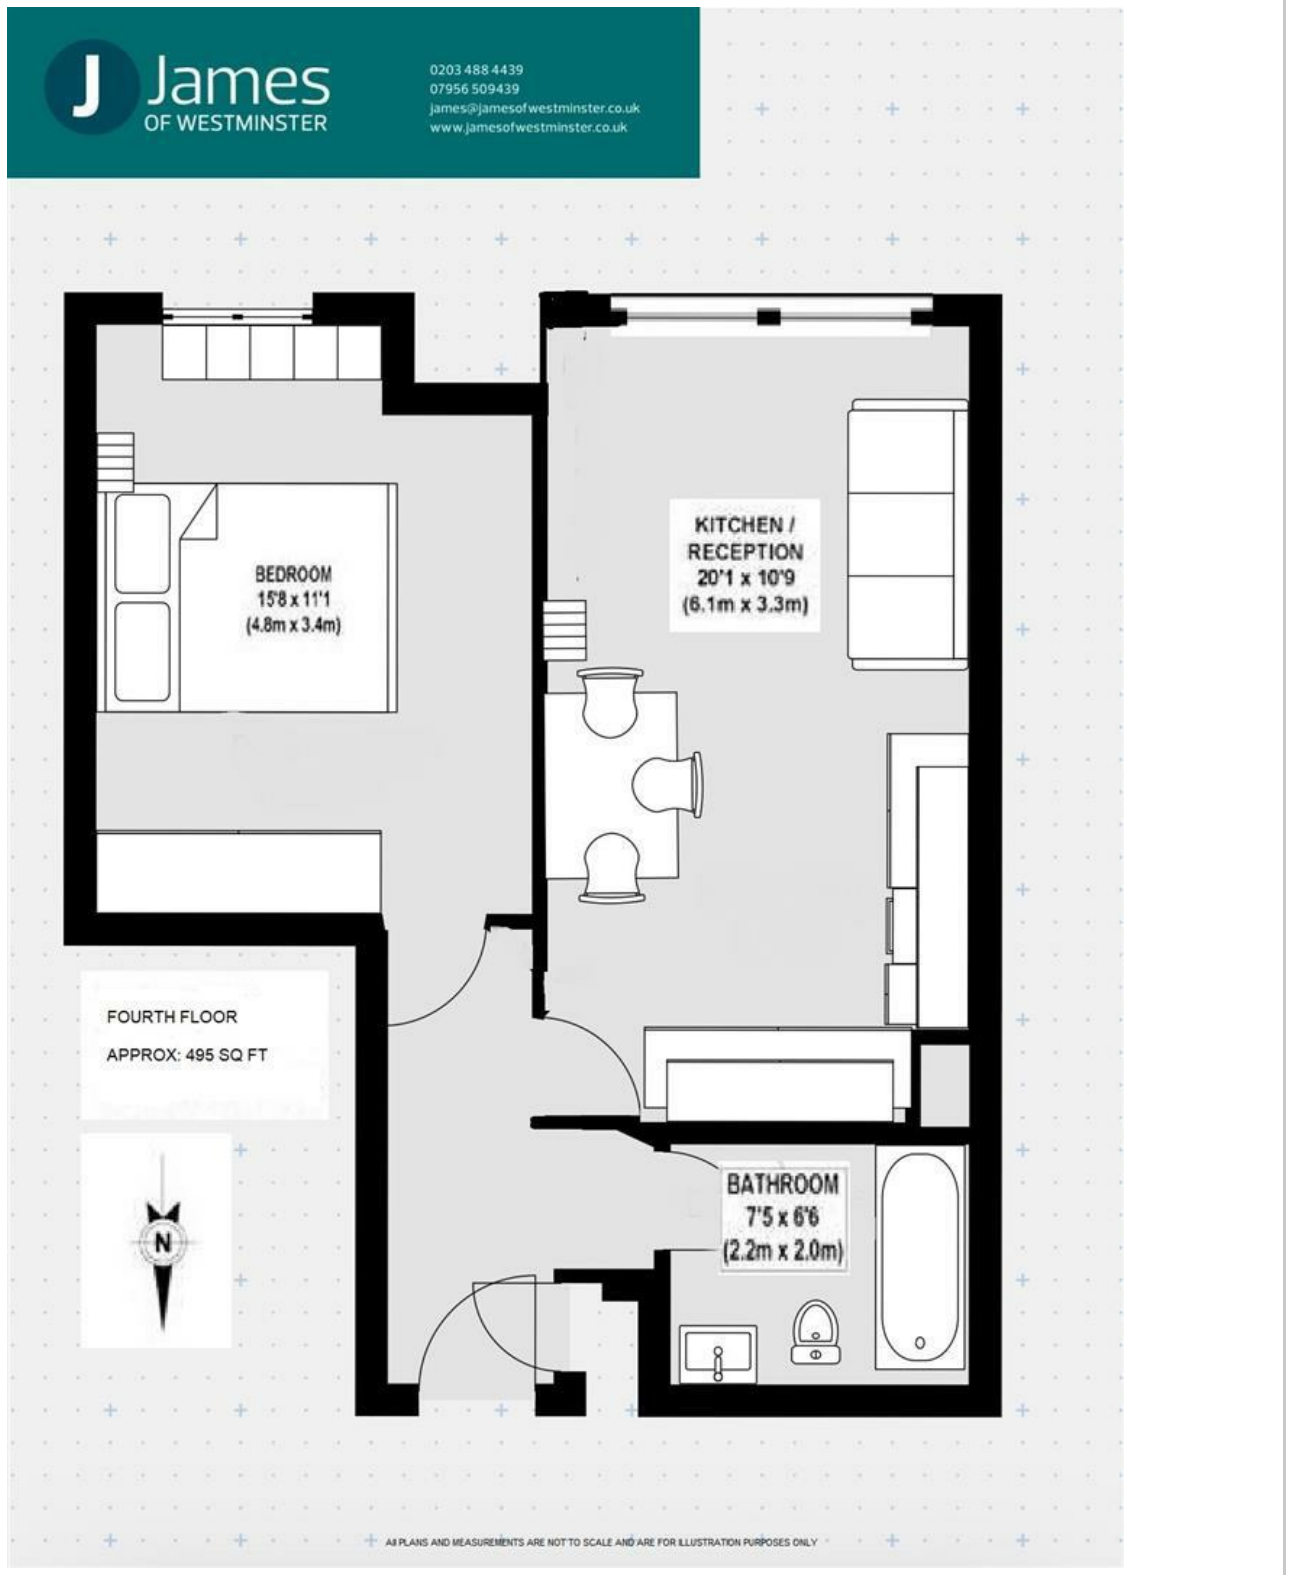 J James
OF WESTMINSTER
0203 488 4439
07956 509439
james@jamesofwestminster.co.uk
www.jamesofwestminster.co.uk
KITCHEN /
RECEPTION
20'1 x 10'9
(6.1m x 3.3m)
BEDROOM
15'8 x 11'1
(4.8m x 3.4m)
FOURTH FLOOR
APPROX: 495 SQ FT
BATHROOM
7'5 x 6'6
(2.2m x 2.0m)
N
All PLANS AND MEASUREMENTS ARE NOT TO SCALE AND ARE FOR ILLUSTRATION PURPOSES ONLY